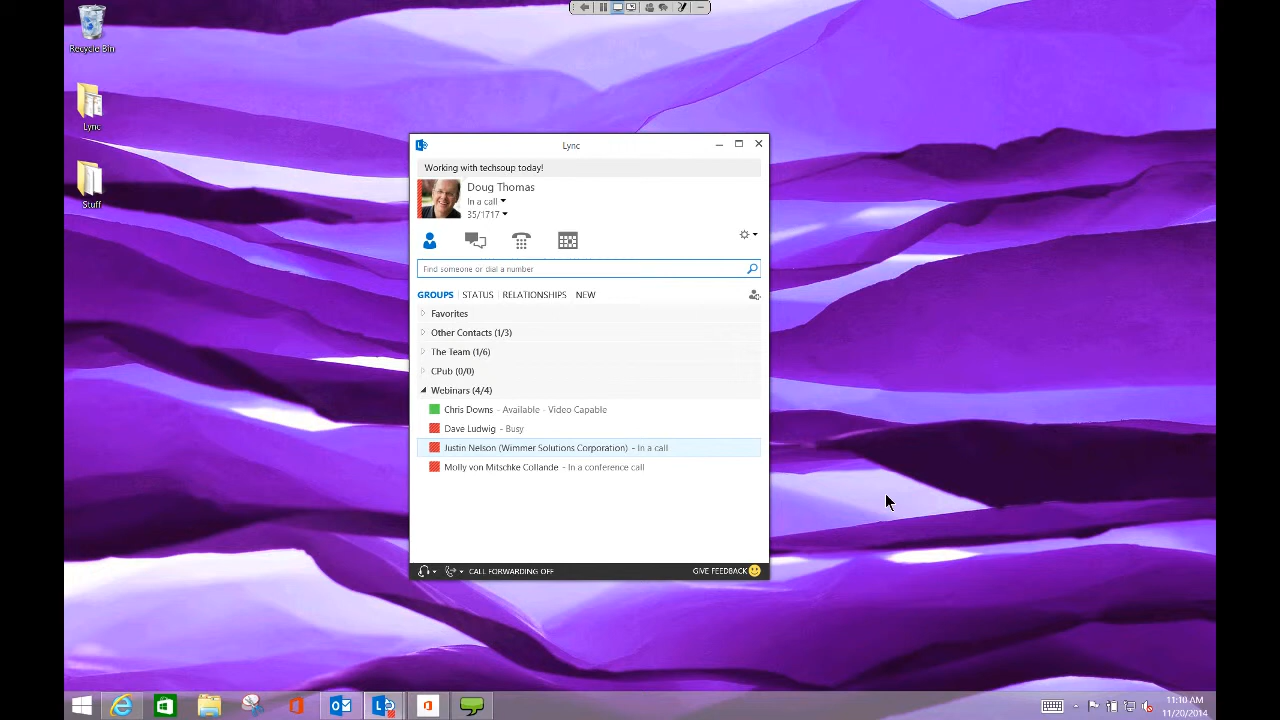 Recycle Bin
Lync
Stuff
Lync
Working with techsoup today!
Doug Thomas
In a call
35/1717
Find someone or dial a number
GROUPS STATUS RELATIONSHIPS NEW
Favorites
Other Contacts (1/3)
The Team (1/6)
CPub (0/0)
Webinars (4/4)
Chris Downs - Available - Video Capable
Dave Ludwig - Busy
Justin Nelson (Wimmer Solutions Corporation) - In a call
Molly von Mitschke Collande - In a conference call
CALL FORWARDING OFF GIVE FEEDBACK
11:10 AM
11/20/2014